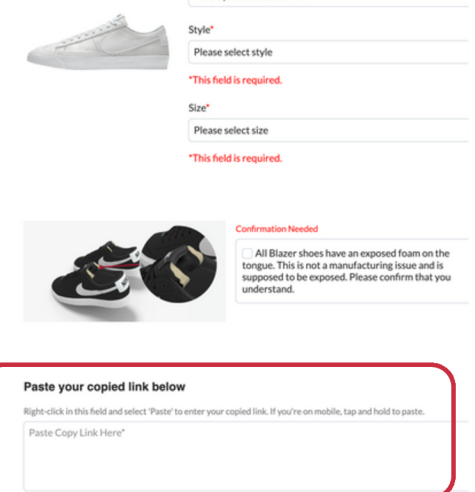 Style*
Please select style
*This field is required.
Size*
Please select size
*This field is required.
Confirmation Needed
All Blazer shoes have an exposed foam on the
tongue. This is not a manufacturing issue and is
supposed to be exposed. Please confirm that you
understand.
Paste your copied link below
Right-click in this field and select 'Paste' to enter your copied link. If you're on mobile, tap and hold to paste.
Paste Copy Link Here*